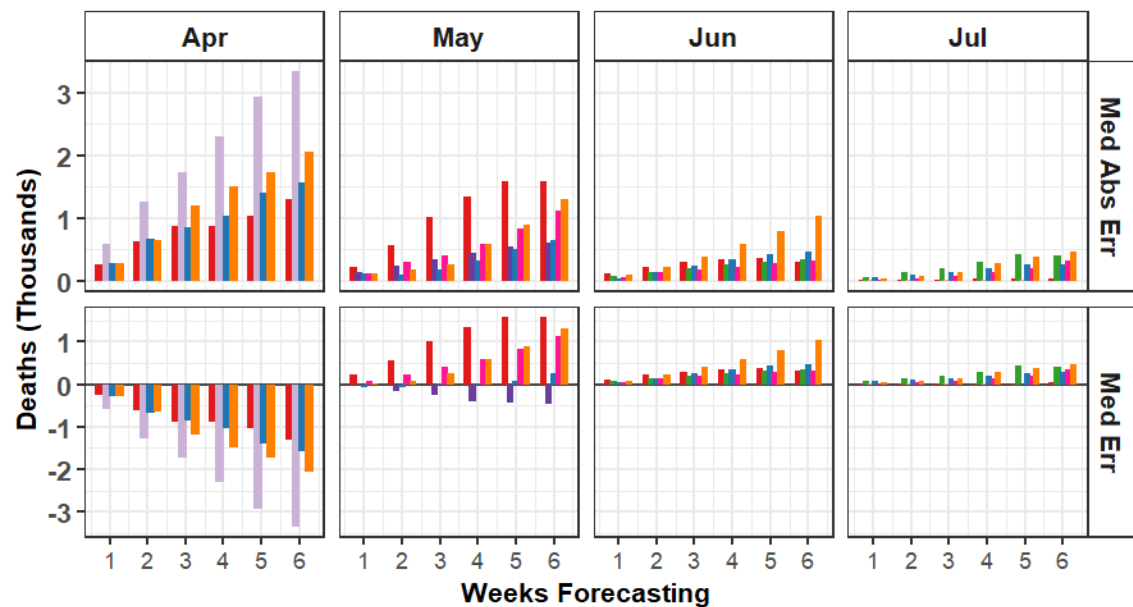 Apr May Jun Jul
3
2
1
0
Med Abs Err
1
0
-1
-2
-3
Med Err
Deaths (Thousands)
1 2 3 4 5 6 1 2 3 4 5 6 1 2 3 4 5 6 1 2 3 4 5 6
Weeks Forecasting